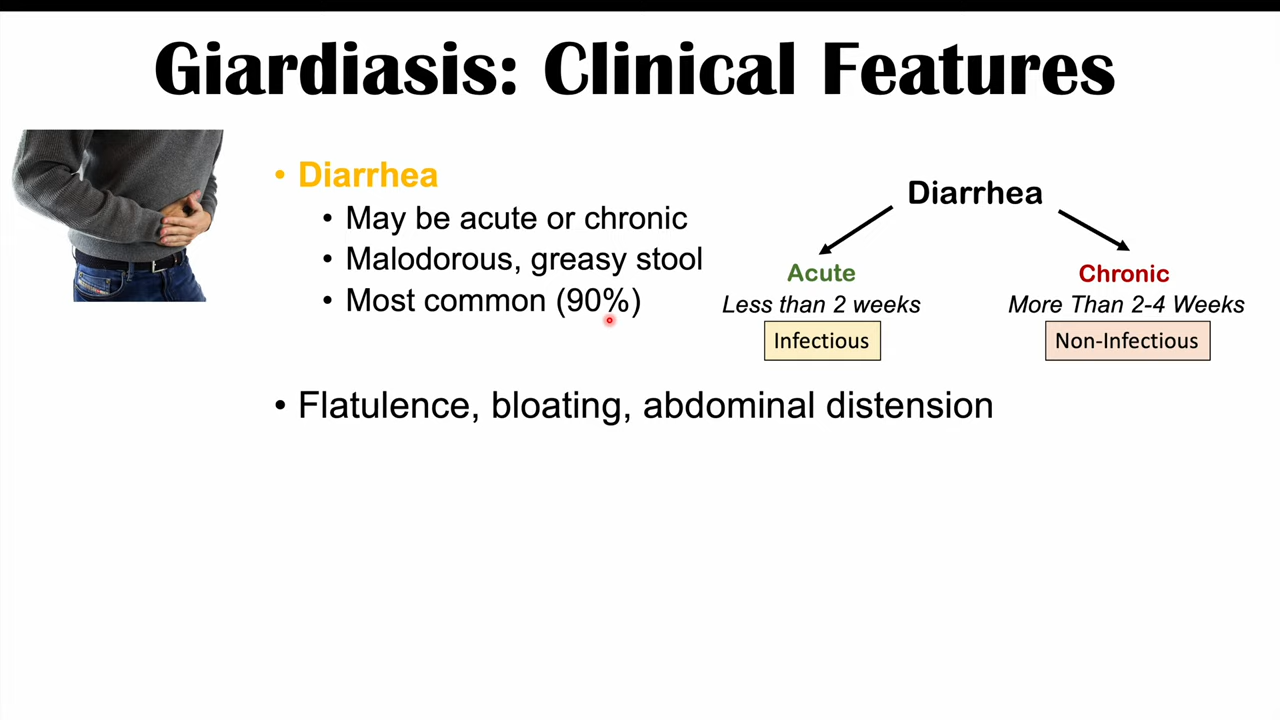 Giardiasis: Clinical Features
• Diarrhea
• May be acute or chronic
• Malodorous, greasy stool
• Most common (90%)
Diarrhea
Acute
Less than 2 weeks
Infectious
Chronic
More Than 2-4 Weeks
Non-Infectious
• Flatulence, bloating, abdominal distension